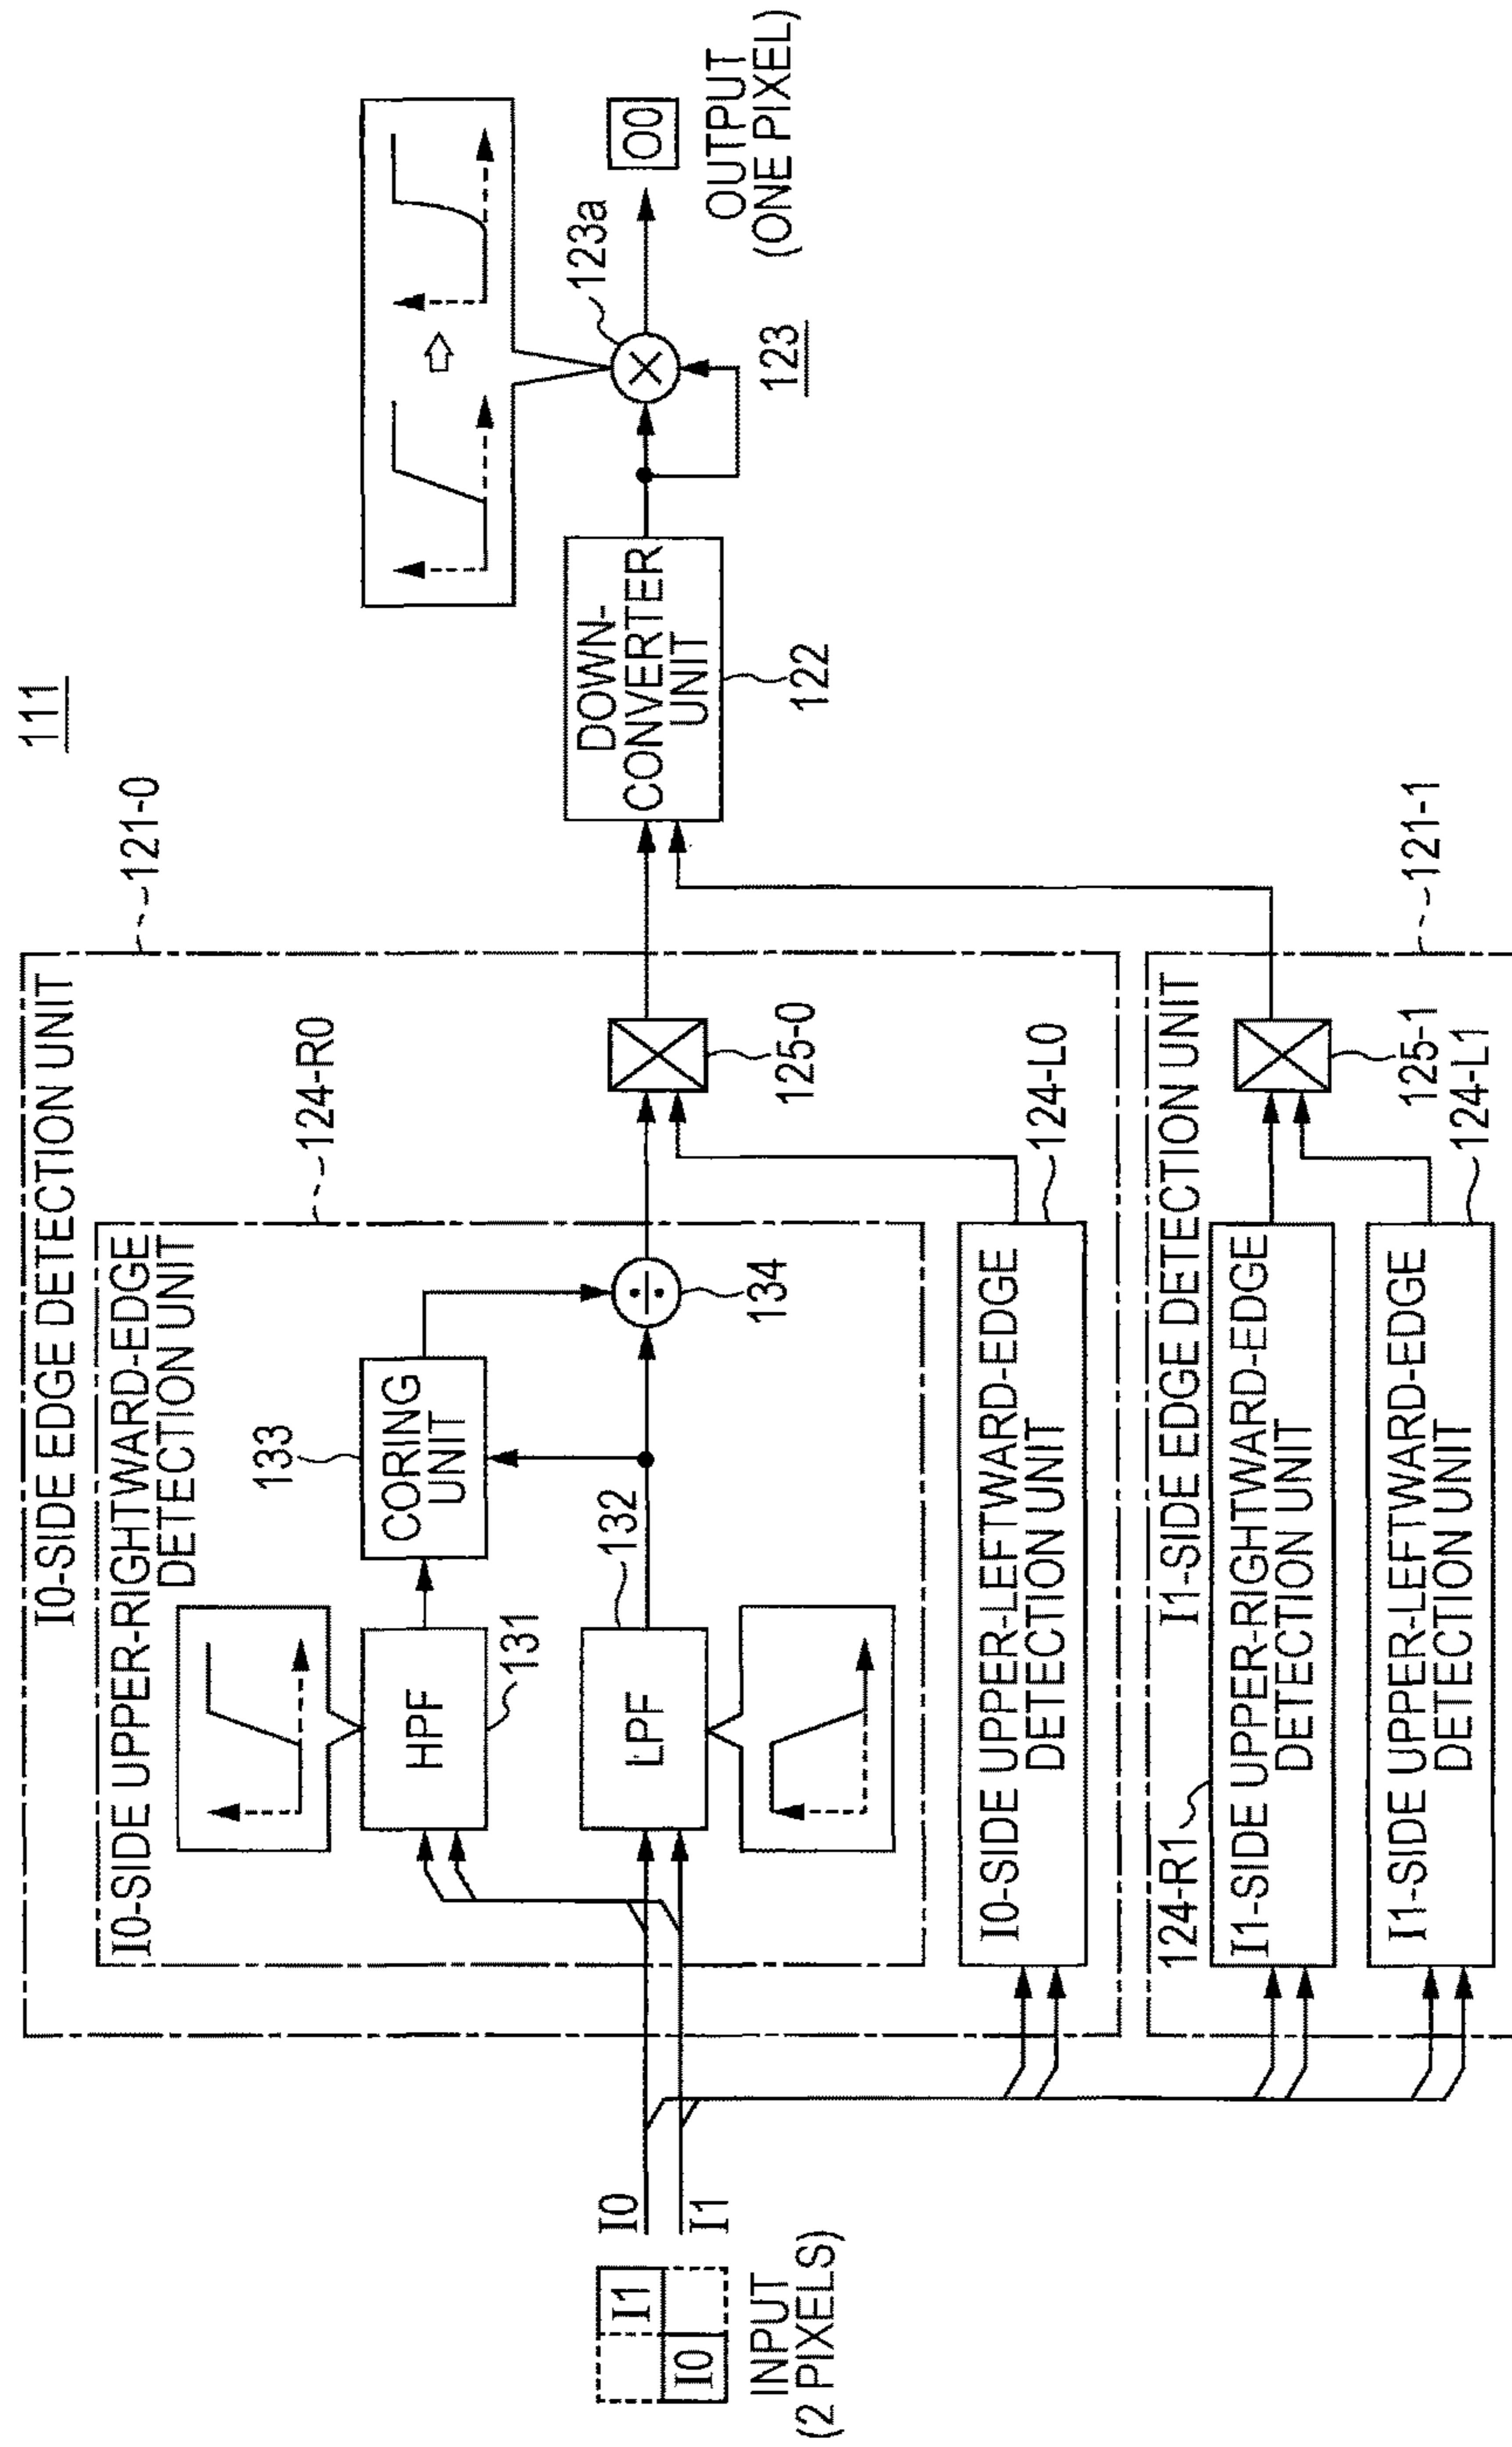 111
I0-SIDE EDGE DETECTION UNIT
121-0
I0-SIDE UPPER-RIGHTWARD-EDGE
DETECTION UNIT
124-R0
HPF
131
CORING
UNIT
133
LPF
132
134
125-0
I0-SIDE UPPER-LEFTWARD-EDGE
DETECTION UNIT
124-L0
I1-SIDE EDGE DETECTION UNIT
121-1
124-R1
I1-SIDE UPPER-RIGHTWARD-EDGE
DETECTION UNIT
125-1
I1-SIDE UPPER-LEFTWARD-EDGE
DETECTION UNIT
124-L1
I1
I0
INPUT
(2 PIXELS)
I0
I1
DOWN-
CONVERTER
UNIT
122
123a
123
O0
OUTPUT
(ONE PIXEL)